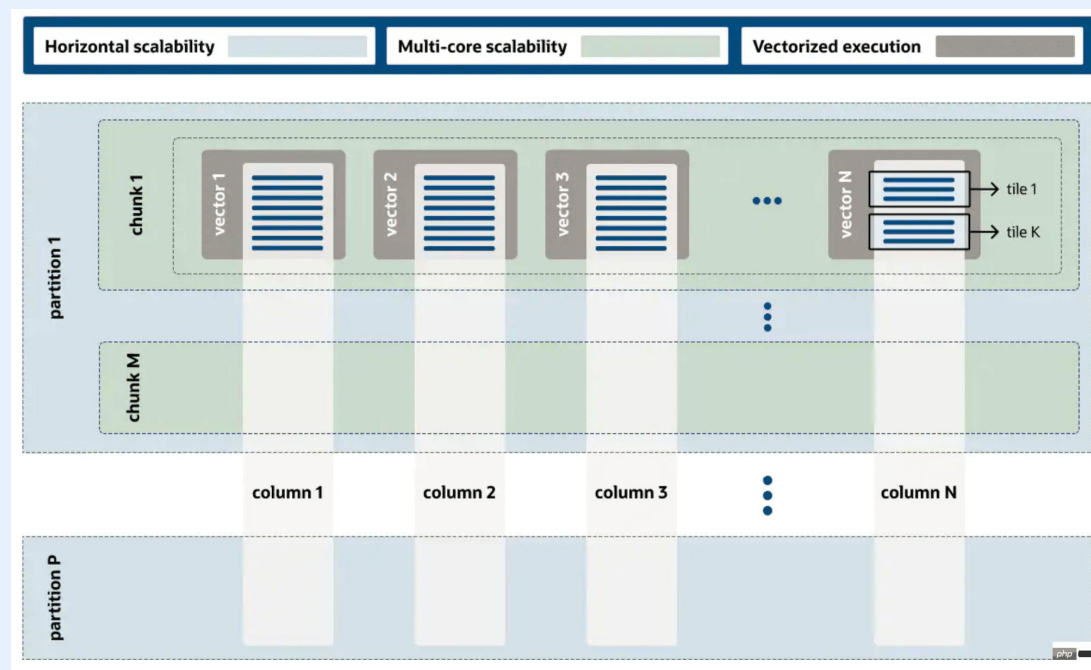 Horizontal scalability
Multi-core scalability
Vectorized execution
partition 1
chunk 1
vector 1
vector 2
vector 3
vector N
tile 1
tile K
chunk M
column 1
column 2
column 3
column N
partition P
php